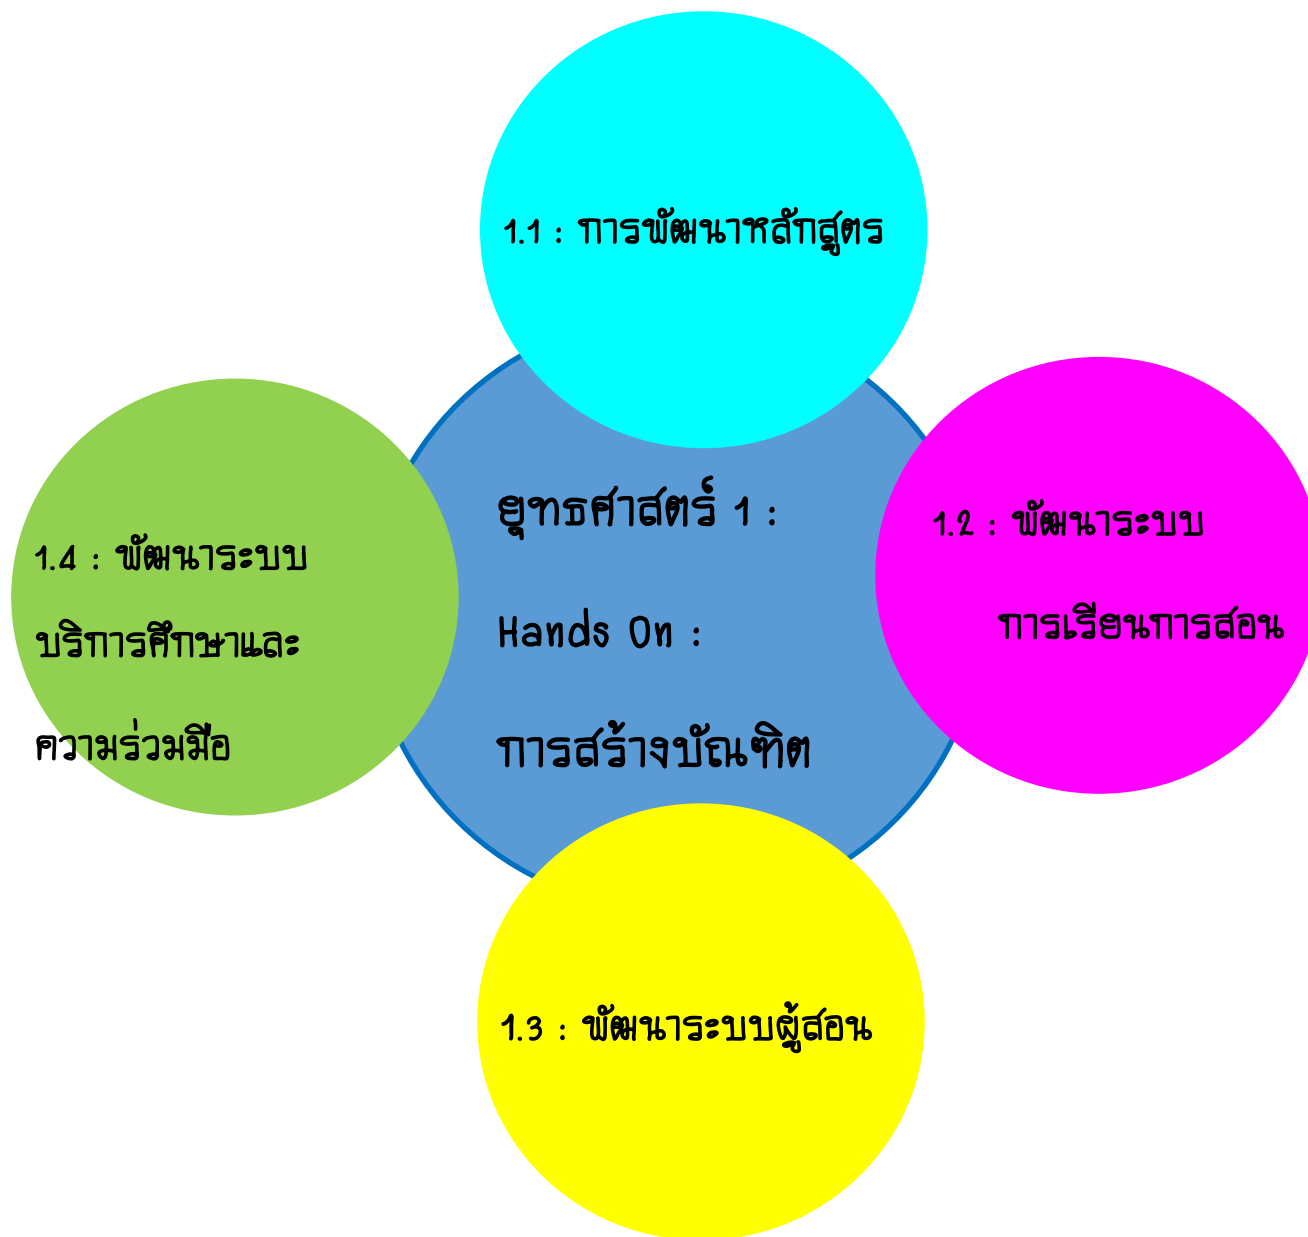 1.1 : การพัฒนาหลักสูตร
ยุทธศาสตร์ 1 :
Hands On :
การสร้างบัณฑิต
1.2 : พัฒนาระบบ
การเรียนการสอน
1.3 : พัฒนาระบบผู้สอน
1.4 : พัฒนาระบบ
บริการศึกษาและ
ความร่วมมือ